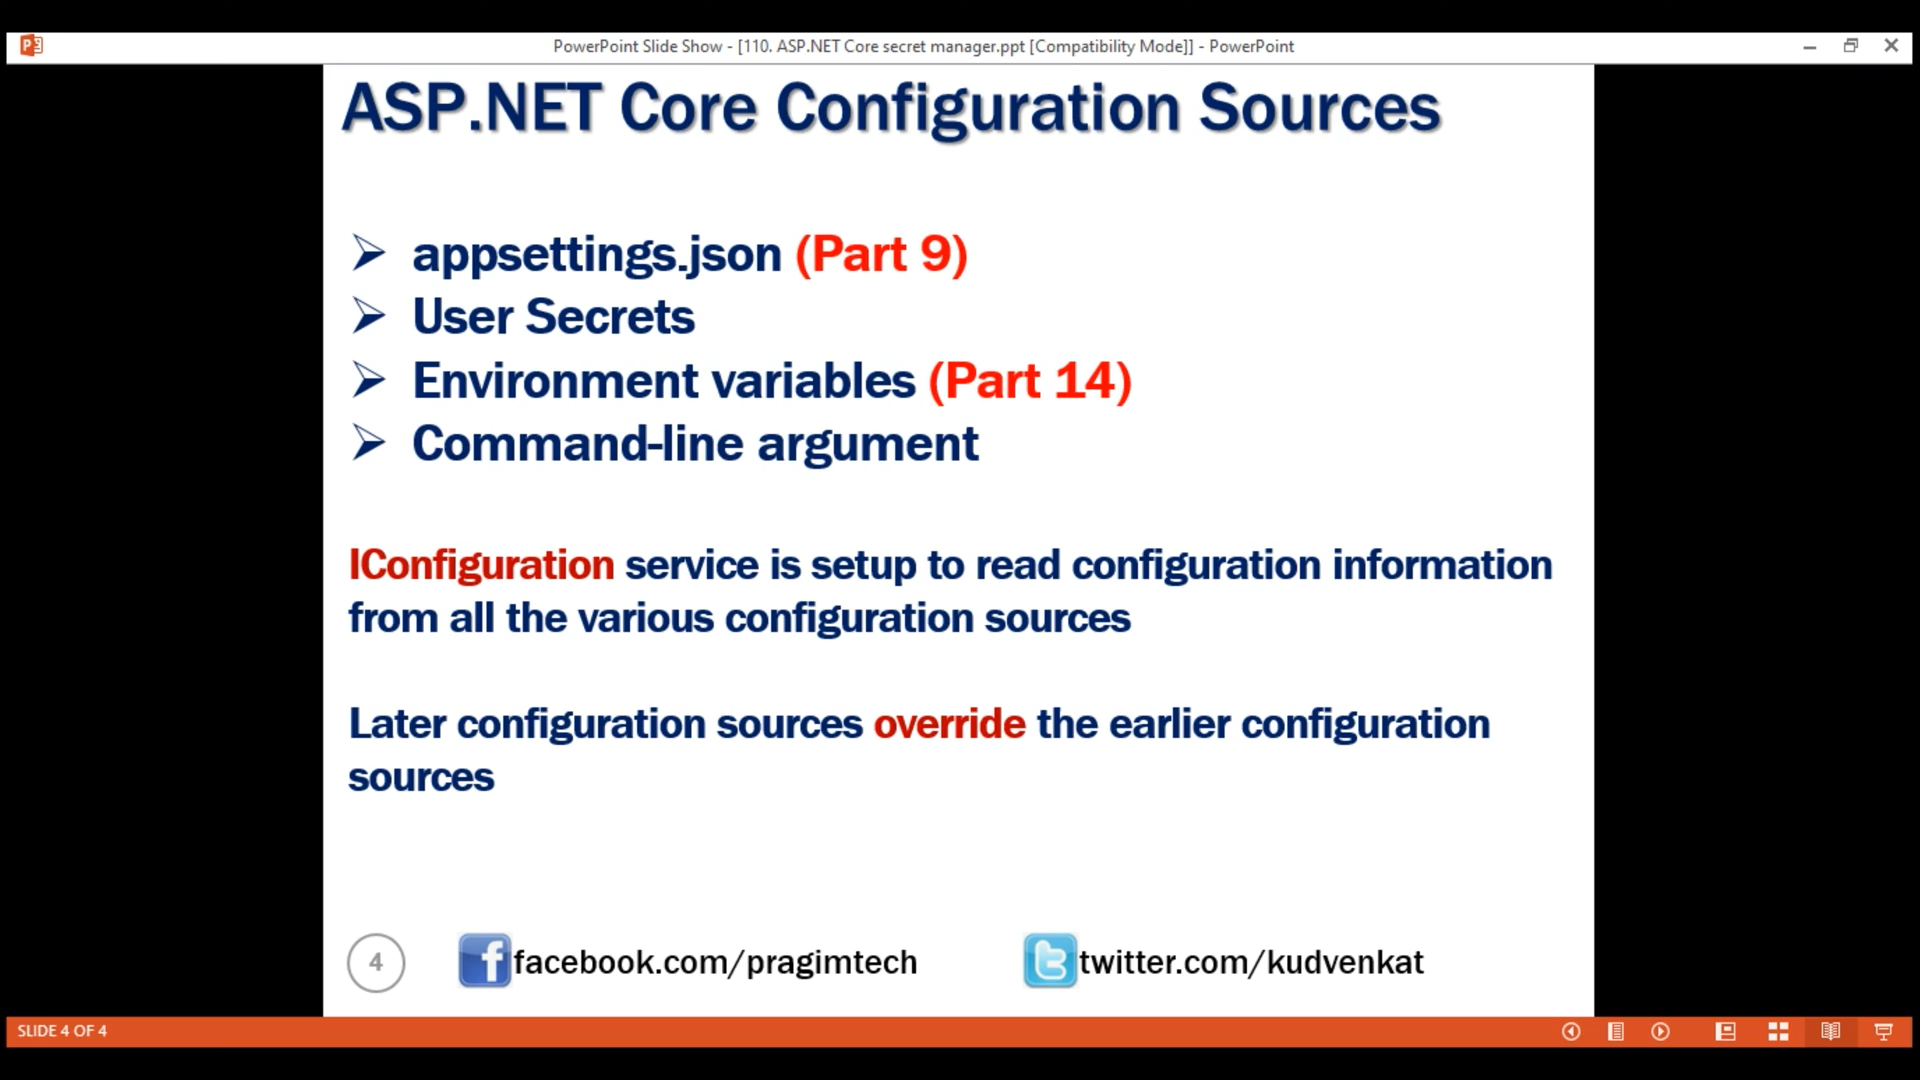 PowerPoint Slide Show - [110. ASP.NET Core secret manager.ppt [Compatibility Mode]] - PowerPoint
ASP.NET Core Configuration Sources
appsettings.json (Part 9)
User Secrets
Environment variables (Part 14)
Command-line argument
IConfiguration service is setup to read configuration information
from all the various configuration sources
Later configuration sources override the earlier configuration
sources
4
facebook.com/pragimtech
twitter.com/kudvenkat
SLIDE 4 OF 4